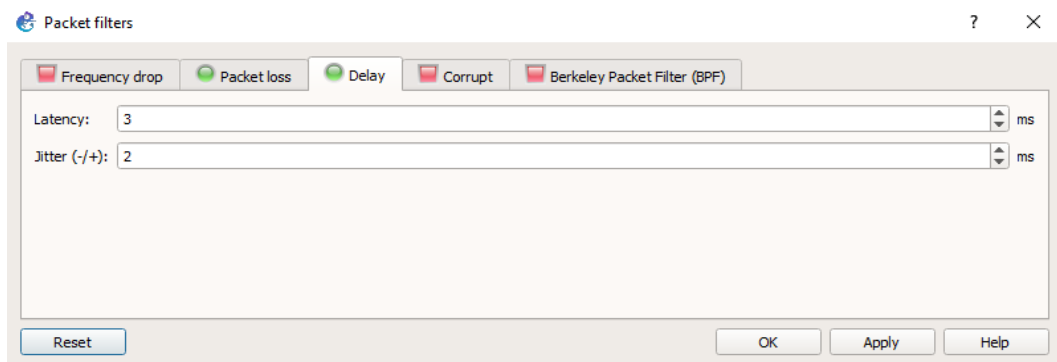 Packet filters ?
Frequency drop Packet loss Delay Corrupt Berkeley Packet Filter (BPF)
Latency: 3 ms
Jitter (-/+): 2 ms
Reset OK Apply Help